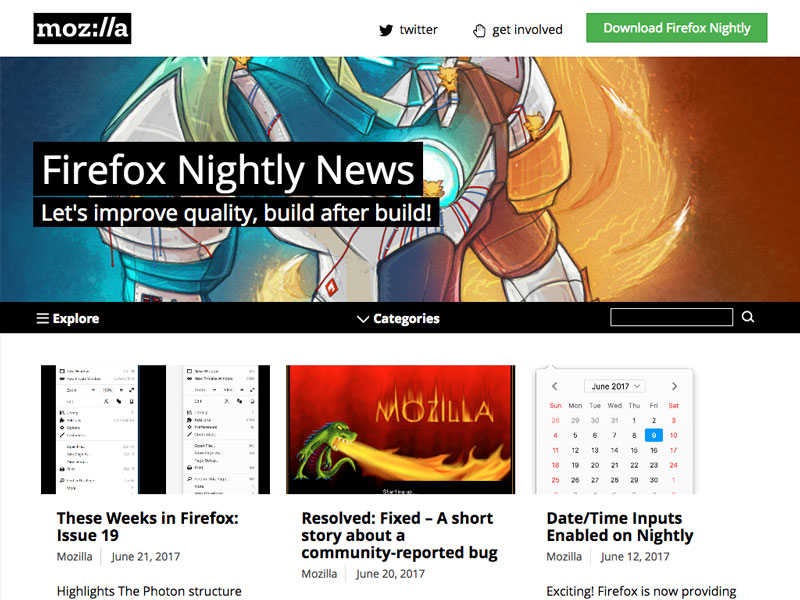 moz://a
twitter
get involved
Download Firefox Nightly
Firefox Nightly News
Let's improve quality, build after build!
Explore
Categories
MOZILLA
Starting up...
June 2017
Sun Mon Tue Wed Thu Fri Sat
28 29 30 31 1 2 3
4 5 6 7 8 9 10
11 12 13 14 15 16 17
18 19 20 21 22 23 24
25 26 27 28 29 30 1
These Weeks in Firefox:
Issue 19
Mozilla
June 21, 2017
Highlights The Photon structure
Resolved: Fixed – A short
story about a
community-reported bug
Mozilla
June 20, 2017
Date/Time Inputs
Enabled on Nightly
Mozilla
June 12, 2017
Exciting! Firefox is now providing